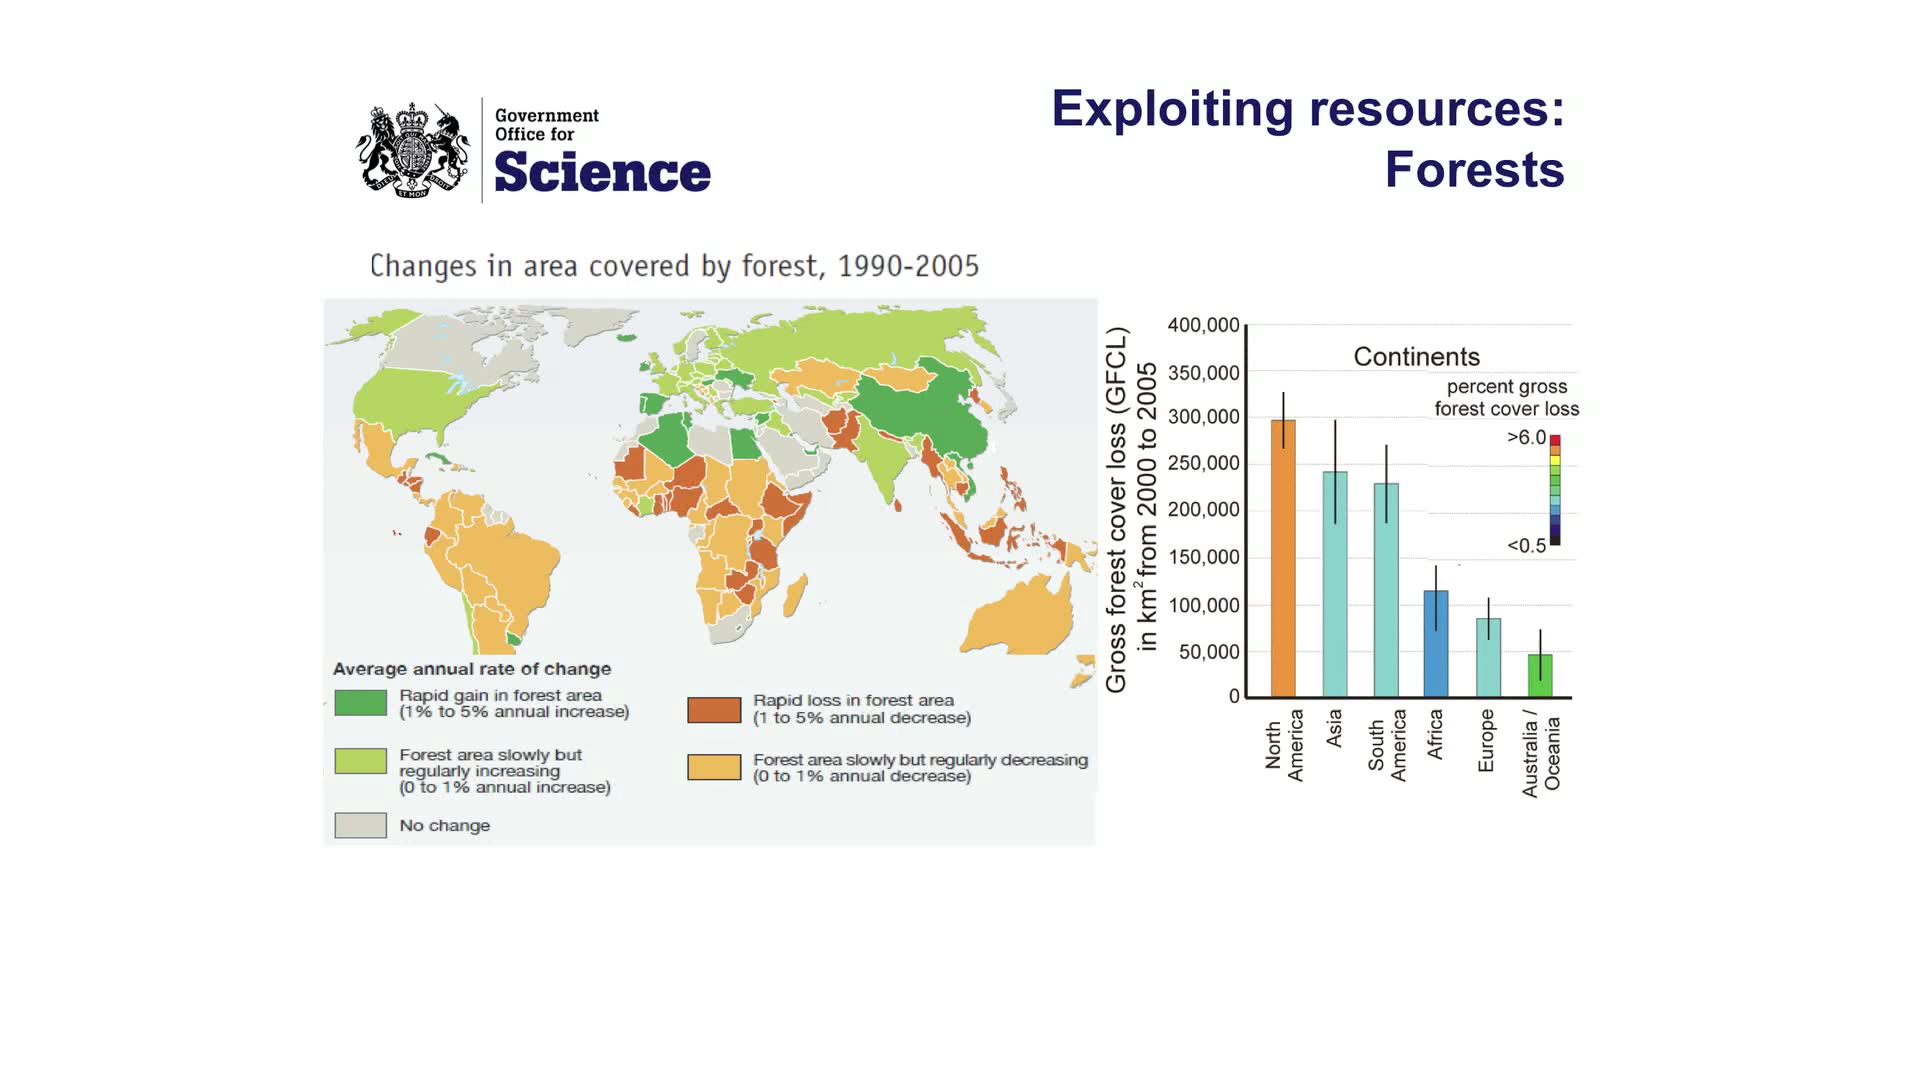 Government
Office for
Science
Exploiting resources:
Forests
Changes in area covered by forest, 1990-2005
Average annual rate of change
Rapid gain in forest area
(1% to 5% annual increase)
Forest area slowly but
regularly increasing
(0 to 1% annual increase)
No change
Rapid loss in forest area
(1 to 5% annual decrease)
Forest area slowly but regularly decreasing
(0 to 1% annual decrease)
Gross forest cover loss (GFCL)
in km² from 2000 to 2005
400,000
350,000
300,000
250,000
200,000
150,000
100,000
50,000
0
Continents
percent gross
forest cover loss
>6.0
<0.5
North
America
Asia
South
America
Africa
Europe
Australia /
Oceania